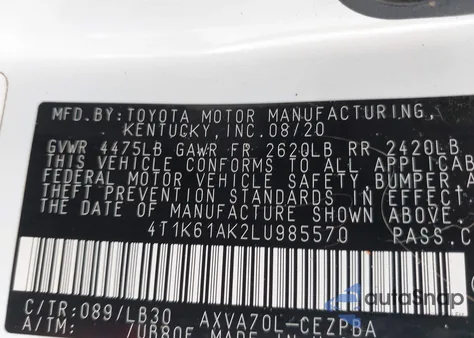 MFD.BY: TOYOTA MOTOR MANUFACTURING,
KENTUCKY, INC. 08/20
GVWR 4475LB GAWR FR 2620LB RR 2420LB
THIS VEHICLE CONFORMS TO ALL APPLICAB
FEDERAL MOTOR VEHICLE SAFETY, BUMPER, A
THEFT PREVENTION STANDARDS IN EFFECT ON
DATE OF MANUFACTURE SHOWN ABOVE.
4T1K61AK2LU985570 PASS.C
C/TR: 089/LB30 AXVA70L-CEZPBA
A/TM: /UB80F
autoSnap